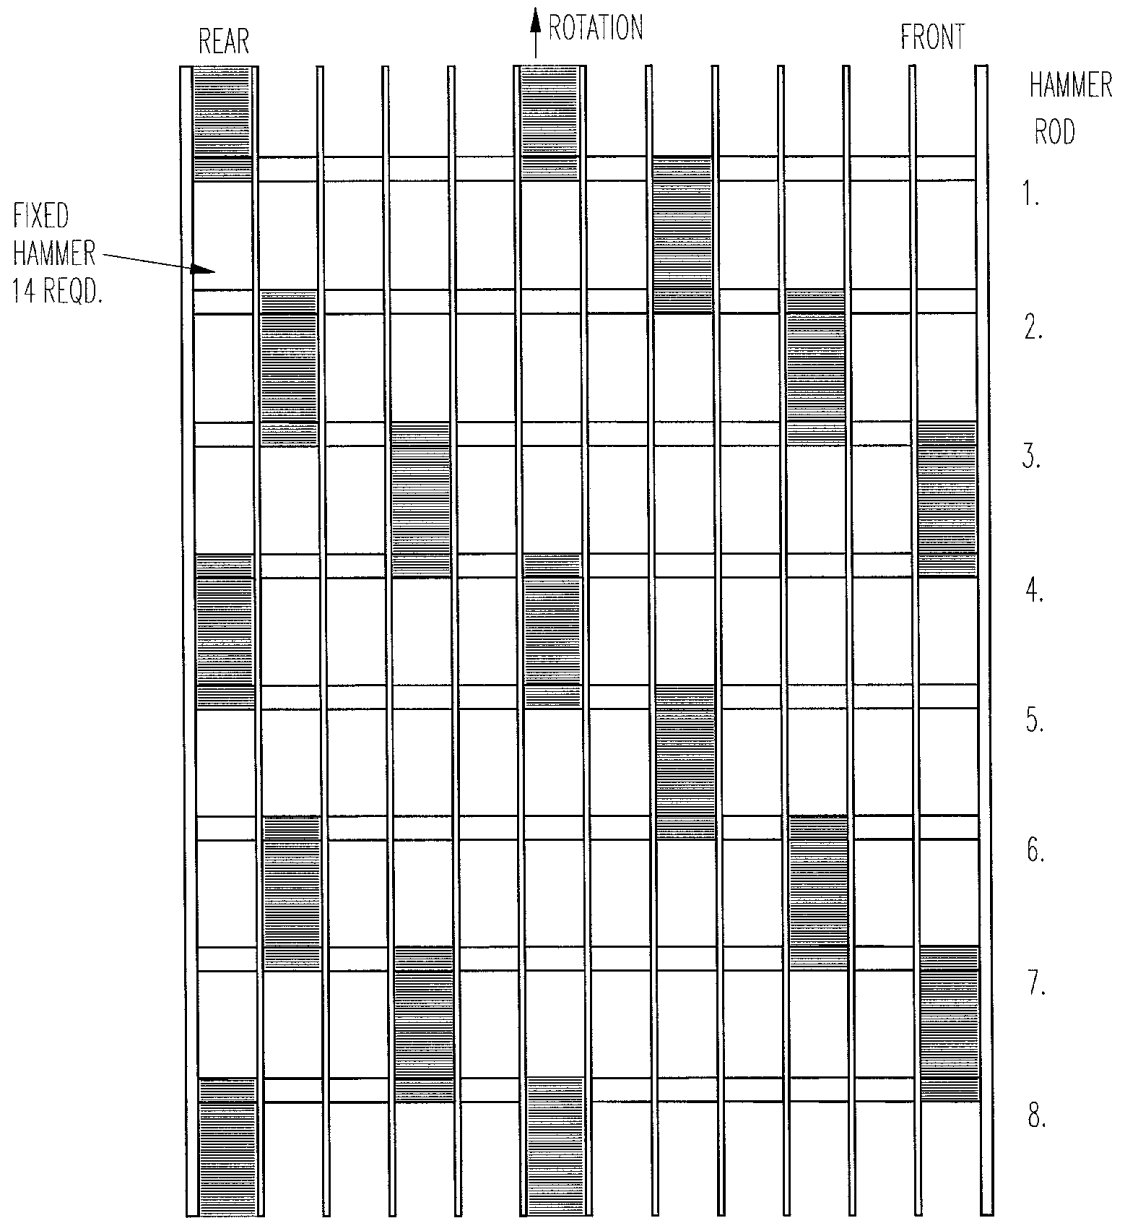 REAR
ROTATION
FRONT
HAMMER
ROD
1.
FIXED
HAMMER
14 REQD.
2.
3.
4.
5.
6.
7.
8.